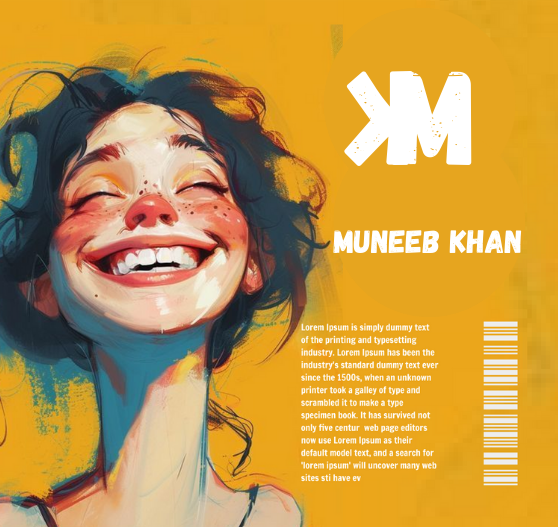 KM
MUNEEB KHAN
Lorem Ipsum is simply dummy text
of the printing and typesetting
industry. Lorem Ipsum has been the
industry's standard dummy text ever
since the 1500s, when an unknown
printer took a galley of type and
scrambled it to make a type
specimen book. It has survived not
only five centur web page editors
now use Lorem Ipsum as their
default model text, and a search for
'lorem ipsum' will uncover many web
sites sti have ev